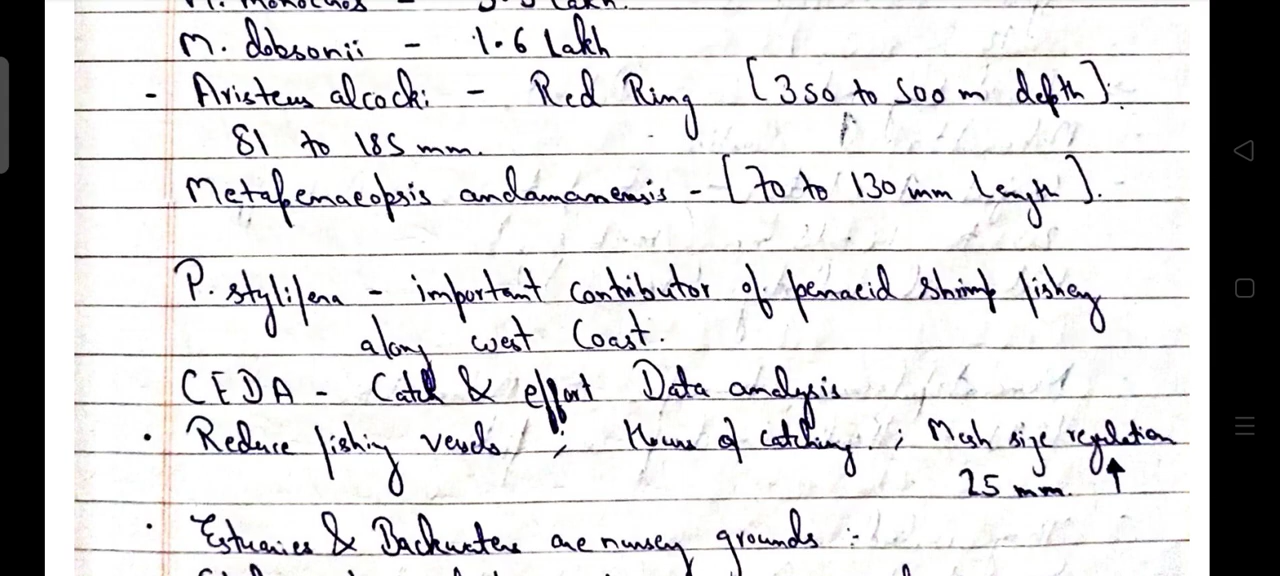 M. dobsonii - 1.6 Lakh
- Aristeus alcocki - Red Ring [350 to 500 m depth].
81 to 185 mm.
Metapenaeopsis andamanensis - [70 to 130 mm Length].
P. stylifera - important contributor of penaeid shrimp fishey
along west Coast.
CEDA - Catch & effort Data analysis
• Reduce fishing vessels ; Hours of catching ; Mesh size regulation
25 mm. ↑
• Estuaries & Backwaters are nursey grounds :-